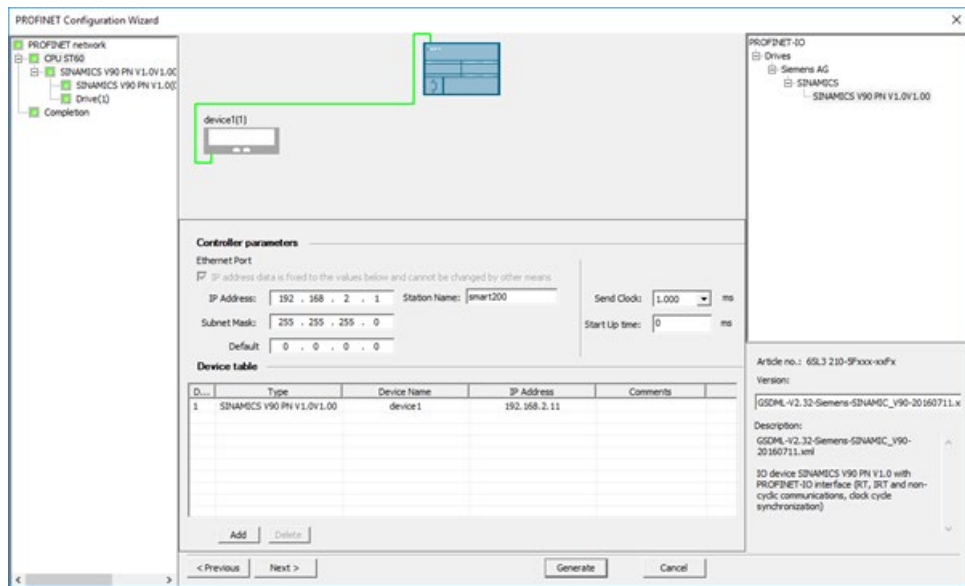 PROFINET Configuration Wizard
PROFINET network
CPU ST60
SINAMICS V90 PN V1.0V1.00
SINAMICS V90 PN V1.0(
Drive(1)
Completion
device1(1)
Controller parameters
Ethernet Port
IP address data is fixed to the values below and cannot be changed by other means
IP Address: 192 . 168 . 2 . 1 Station Name: smart200
Subnet Mask: 255 . 255 . 255 . 0
Default 0 . 0 . 0 . 0
Send Clock: 1.000 ms
Start Up time: 0 ms
Device table
D... Type Device Name IP Address Comments
1 SINAMICS V90 PN V1.0V1.00 device1 192.168.2.11
Add Delete
< Previous Next > Generate Cancel
PROFINET-IO
Drives
Siemens AG
SINAMICS
SINAMICS V90 PN V1.0V1.00
Article no.: 6SL3 210-5Fxxx-xxFx
Version:
GSDML-V2.32-Siemens-SINAMIC_V90-20160711.x
Description:
GSDML-V2.32-Siemens-SINAMIC_V90-
20160711.xml
IO device SINAMICS V90 PN V1.0 with
PROFINET-IO interface (RT, IRT and non-
cyclic communications, clock cycle
synchronization)